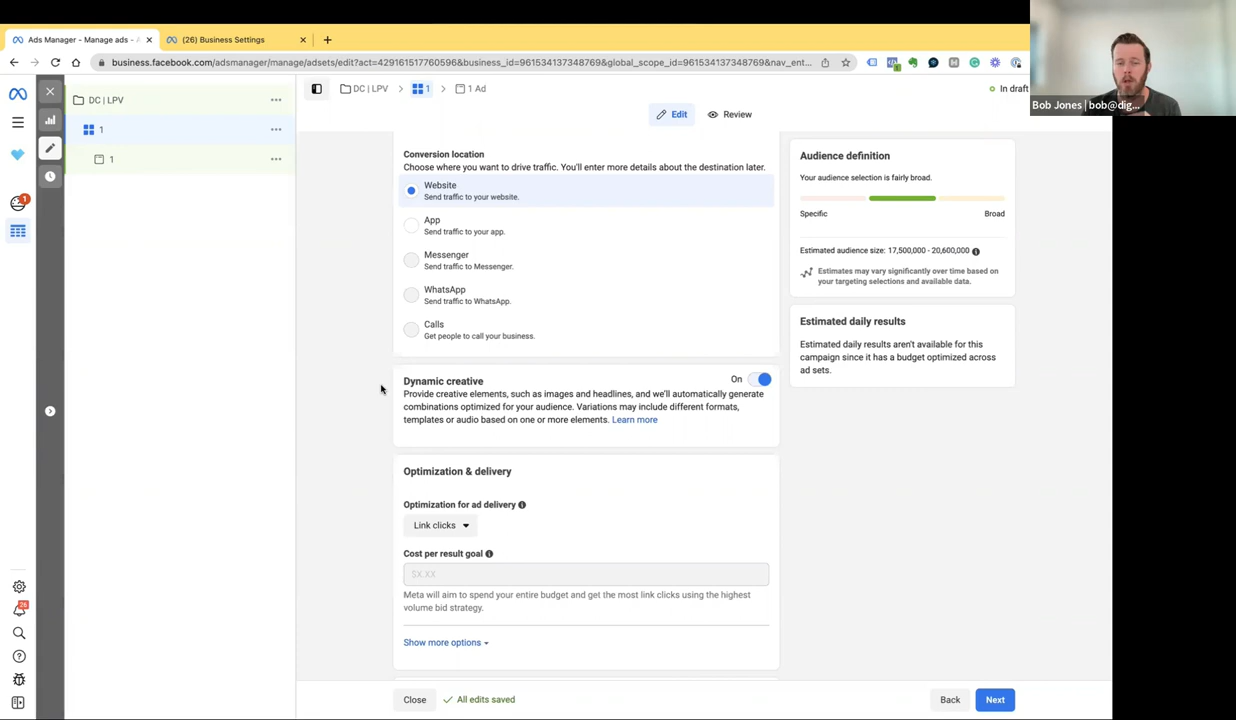 Ads Manager - Manage ads - A
(26) Business Settings
business.facebook.com/adsmanager/manage/adsets/edit?act=429161517760596&business_id=961534137348769&global_scope_id=961534137348769&nav_ent...
Bob Jones | bob@dig...
DC | LPV
1
1
1
26
DC | LPV
1
1 Ad
In draft
Edit
Review
Conversion location
Choose where you want to drive traffic. You'll enter more details about the destination later.
Website
Send traffic to your website.
App
Send traffic to your app.
Messenger
Send traffic to Messenger.
WhatsApp
Send traffic to WhatsApp.
Calls
Get people to call your business.
Dynamic creative
On
Provide creative elements, such as images and headlines, and we'll automatically generate
combinations optimized for your audience. Variations may include different formats,
templates or audio based on one or more elements. Learn more
Optimization & delivery
Optimization for ad delivery
Link clicks
Cost per result goal
$X.XX
Meta will aim to spend your entire budget and get the most link clicks using the highest
volume bid strategy.
Show more options
Close
All edits saved
Back
Next
Audience definition
Your audience selection is fairly broad.
Specific
Broad
Estimated audience size: 17,500,000 - 20,600,000
Estimates may vary significantly over time based on
your targeting selections and available data.
Estimated daily results
Estimated daily results aren't available for this
campaign since it has a budget optimized across
ad sets.